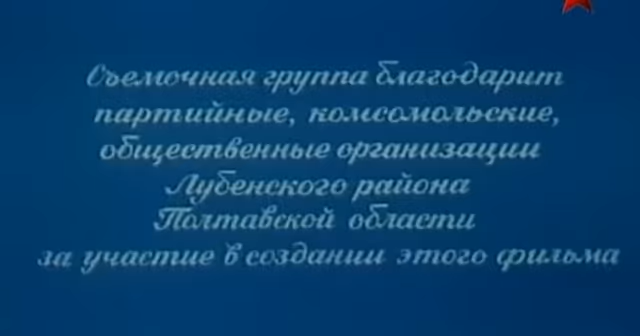 Съемочная группа благодарит
партийные, комсомольские,
общественные организации
Лубенского района
Полтавской области
за участие в создании этого фильма